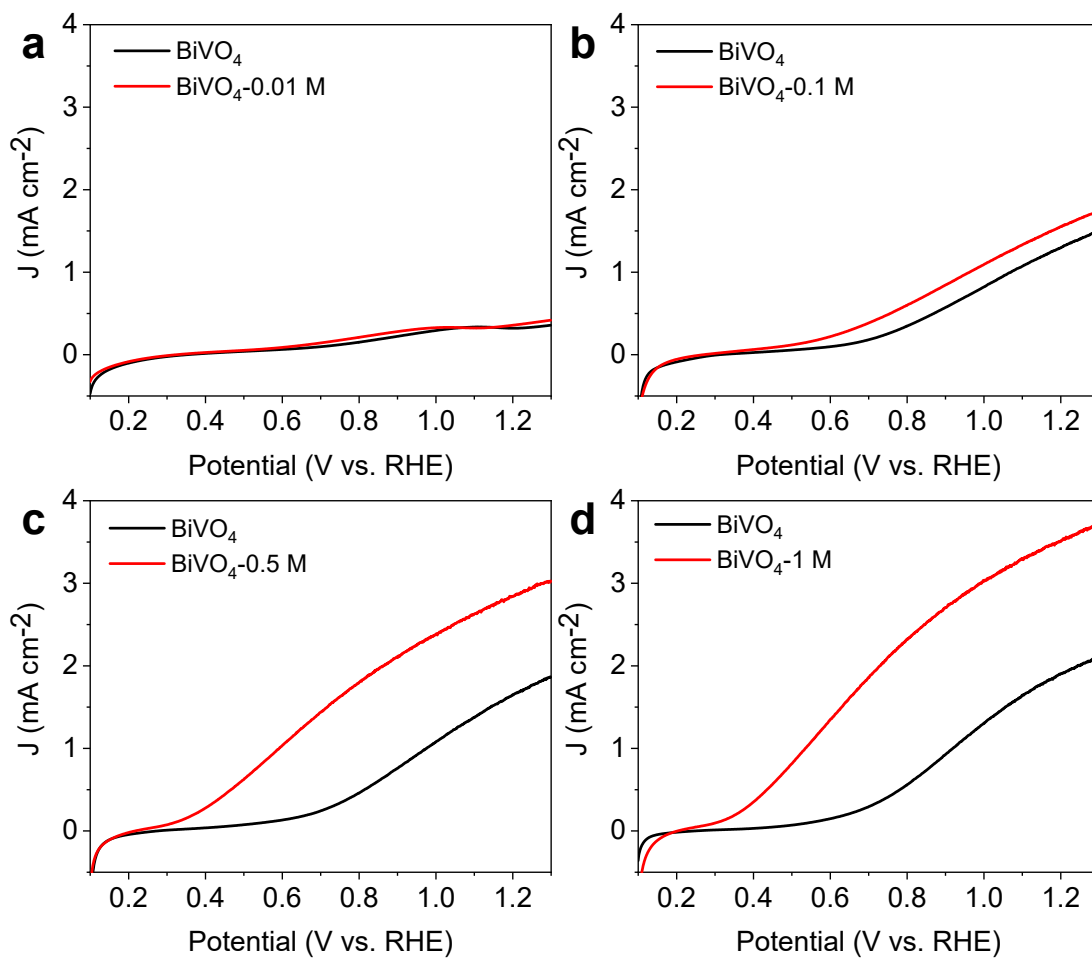 a
BiVO₄
BiVO₄-0.01 M
4
3
2
1
0
J (mA cm-2)
0.2 0.4 0.6 0.8 1.0 1.2
Potential (V vs. RHE)
b
BiVO₄
BiVO₄-0.1 M
4
3
2
1
0
J (mA cm-2)
0.2 0.4 0.6 0.8 1.0 1.2
Potential (V vs. RHE)
c
BiVO₄
BiVO₄-0.5 M
4
3
2
1
0
J (mA cm-2)
0.2 0.4 0.6 0.8 1.0 1.2
Potential (V vs. RHE)
d
BiVO₄
BiVO₄-1 M
4
3
2
1
0
J (mA cm-2)
0.2 0.4 0.6 0.8 1.0 1.2
Potential (V vs. RHE)